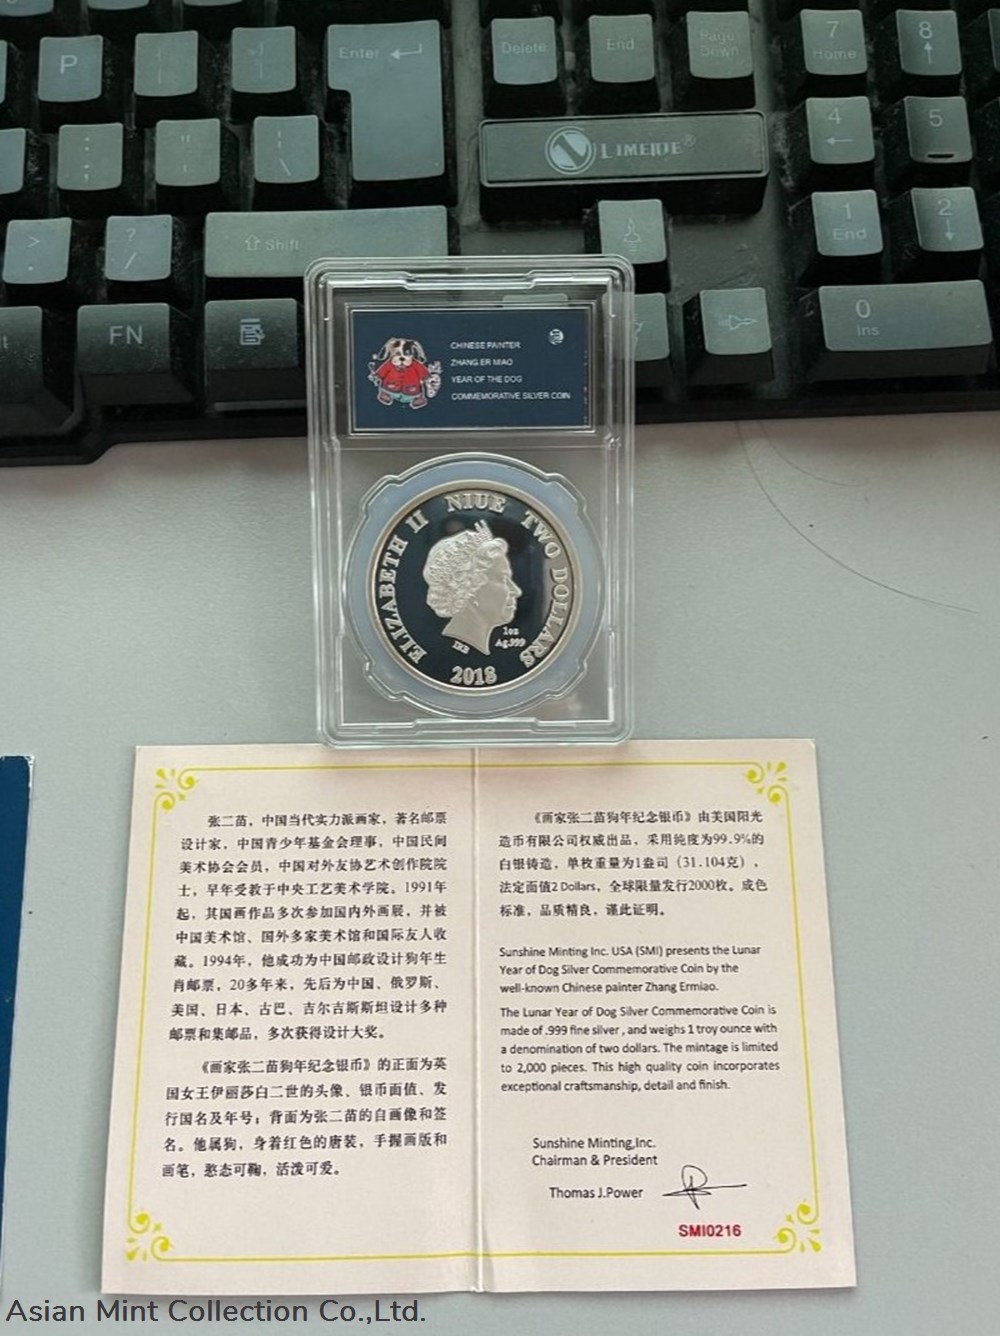 P
Enter
Delete
End
Page
Down
7
Home
8
4
5
LIMEIDE®
Shift
1
End
2
0
Ins
FN
CHINESE PAINTER
ZHANG ER MIAO
YEAR OF THE DOG
COMMEMORATIVE SILVER COIN
ELIZABETH II NIUE TWO DOLLARS
1oz
Ag.999
IRB
2018
张二苗，中国当代实力派画家，著名邮票
设计家，中国青少年基金会理事，中国民间
美术协会会员，中国对外友协艺术创作院院
士，早年受教于中央工艺美术学院。1991年
起，其国画作品多次参加国内外画展，并被
中国美术馆、国外多家美术馆和国际友人收
藏。1994年，他成功为中国邮政设计狗年生
肖邮票，20多年来，先后为中国、俄罗斯、
美国、日本、古巴、吉尔吉斯斯坦设计多种
邮票和集邮品，多次获得设计大奖。
《画家张二苗狗年纪念银币》的正面为英
国女王伊丽莎白二世的头像、银币面值、发
行国名及年号；背面为张二苗的自画像和签
名。他属狗，身着红色的唐装，手握画版和
画笔，憨态可鞠，活泼可爱。
《画家张二苗狗年纪念银币》由美国阳光
造币有限公司权威出品，采用纯度为99.9%的
白银铸造，单枚重量为1盎司（31.104克），
法定面值2 Dollars，全球限量发行2000枚。成色
标准，品质精良，谨此证明。
Sunshine Minting Inc. USA (SMI) presents the Lunar
Year of Dog Silver Commemorative Coin by the
well-known Chinese painter Zhang Ermiao.
The Lunar Year of Dog Silver Commemorative Coin is
made of .999 fine silver , and weighs 1 troy ounce with
a denomination of two dollars. The mintage is limited
to 2,000 pieces. This high quality coin incorporates
exceptional craftsmanship, detail and finish.
Sunshine Minting,Inc.
Chairman & President
Thomas J.Power
SMI0216
Asian Mint Collection Co.,Ltd.